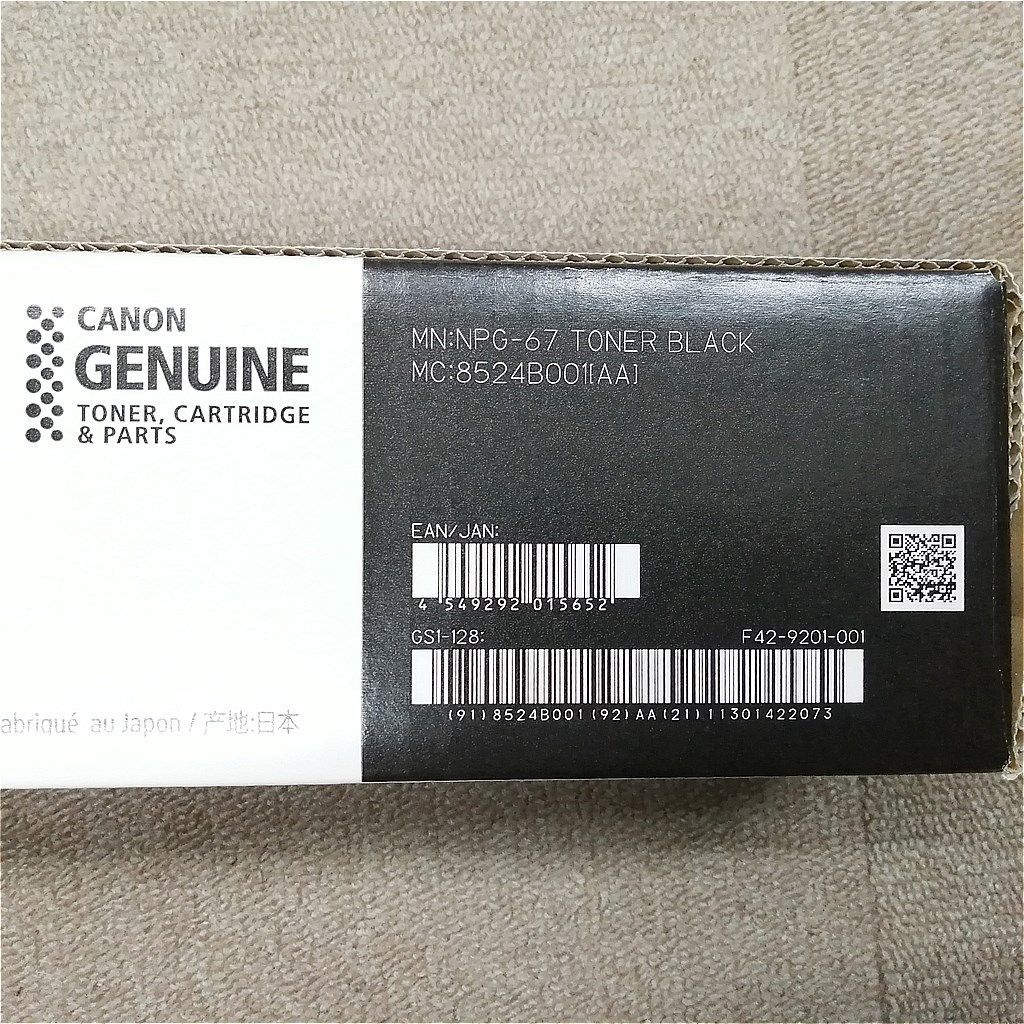 CANON
GENUINE
TONER, CARTRIDGE
& PARTS
MN:NPG-67 TONER BLACK
MC:8524B001[AA]
EAN/JAN:
4 549292 015652
GS1-128: F42-9201-001
(91)8524B001(92)AA(21)11301422073
abriqué au Japon / 产地:日本